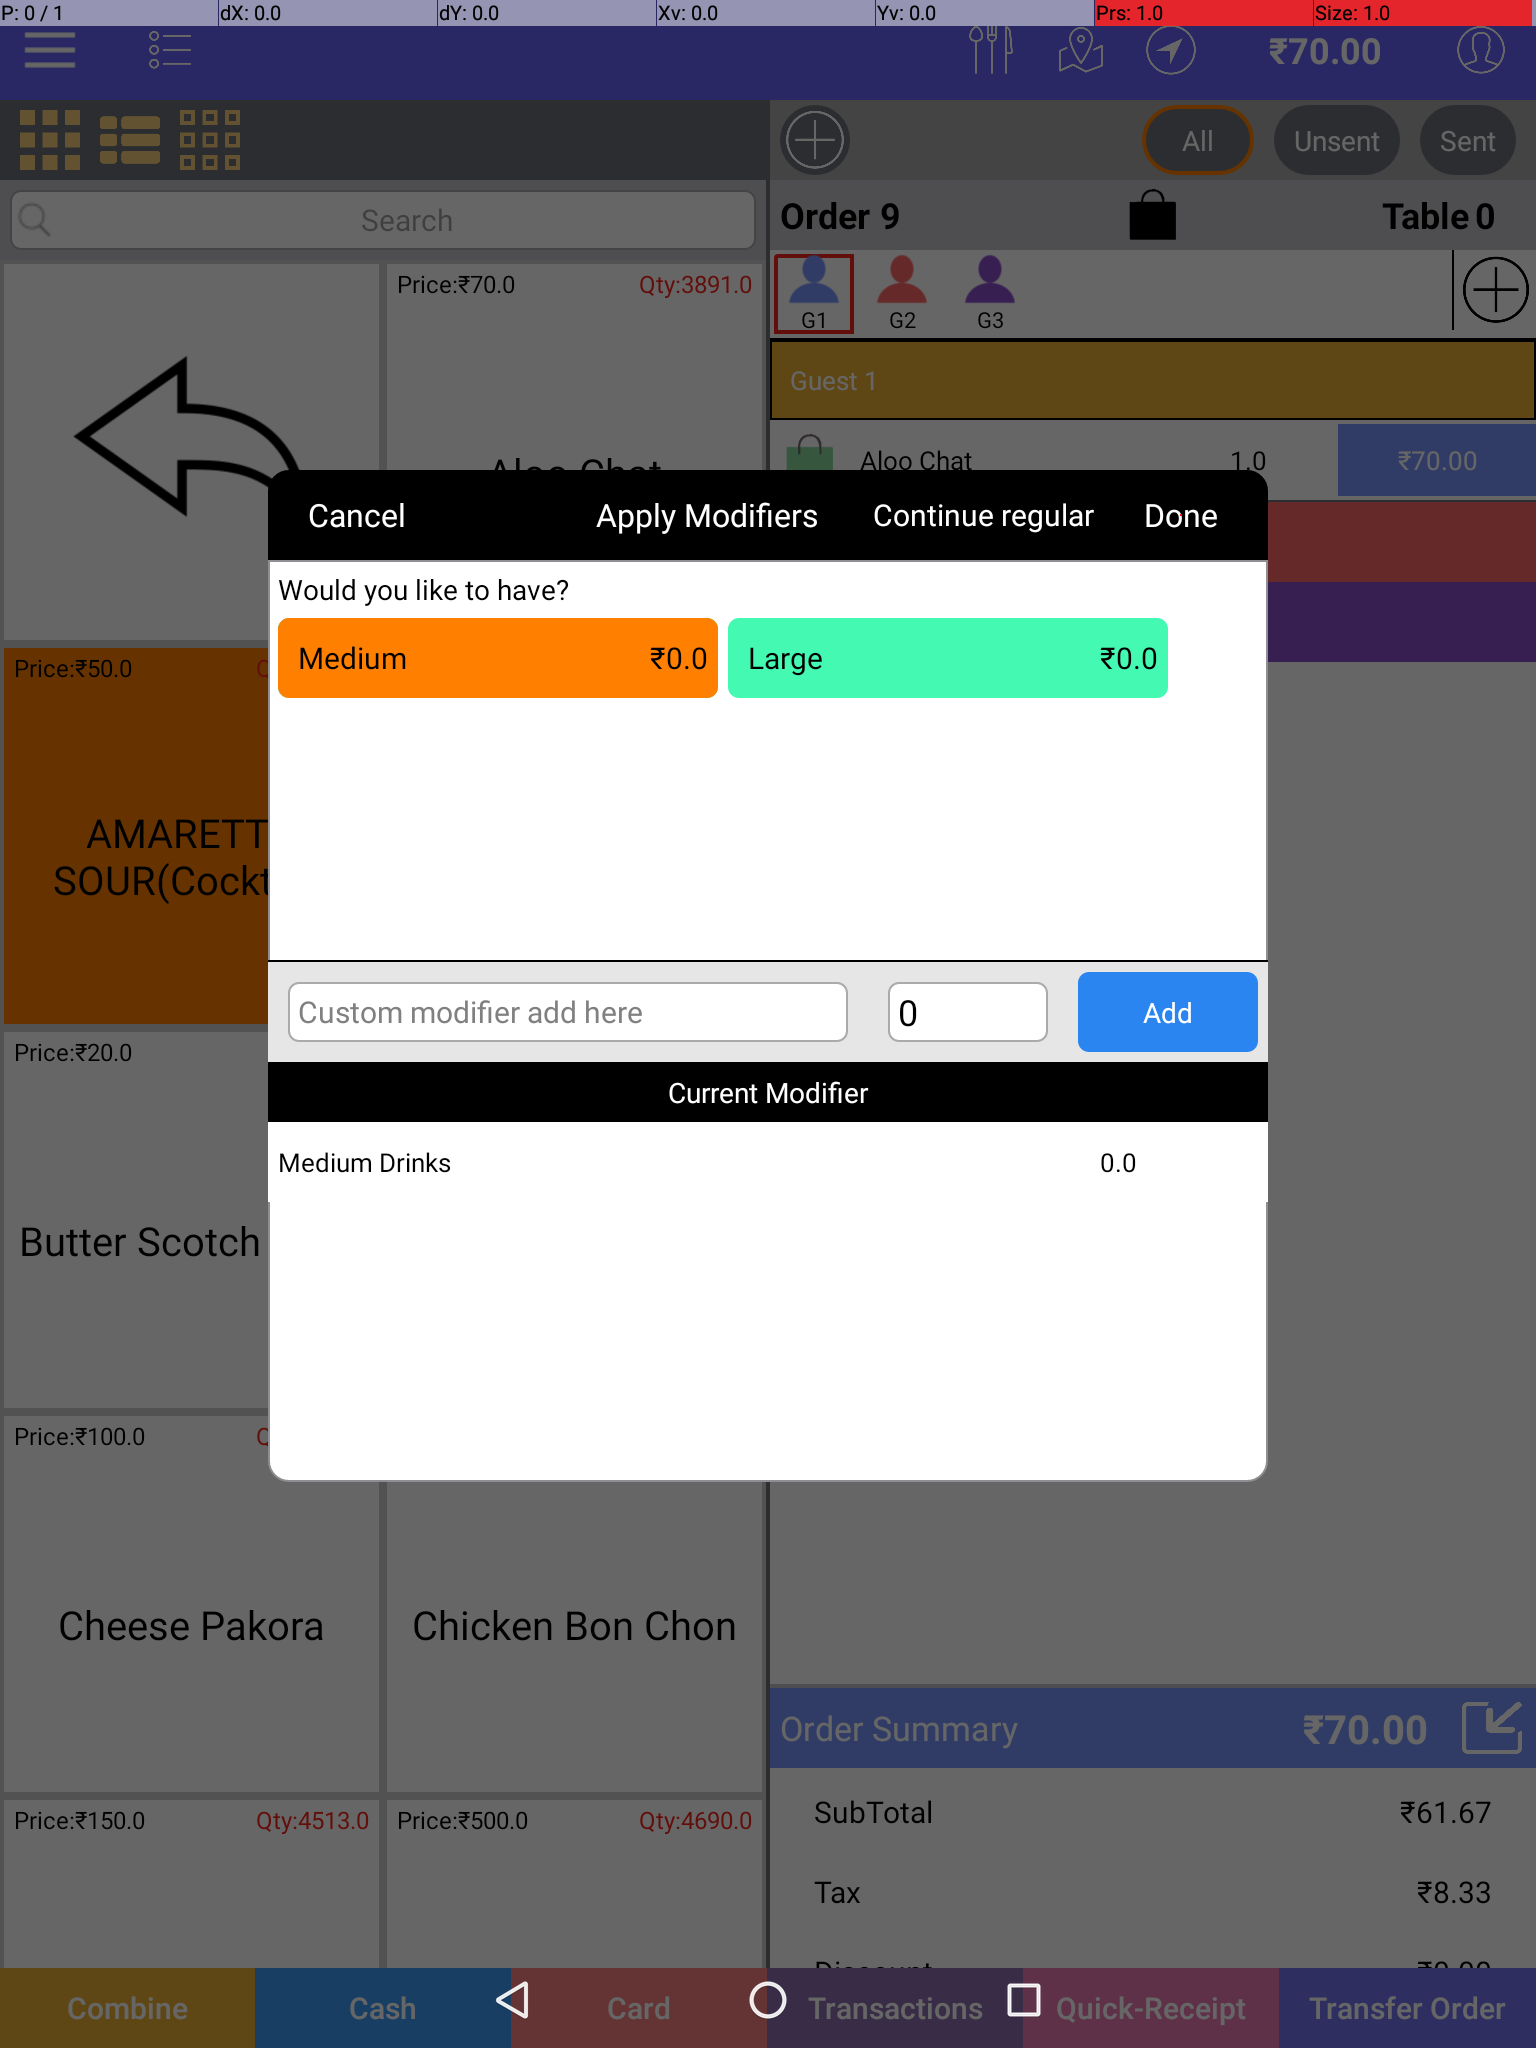 P: 0 / 1 dX: 0.0 dY: 0.0 Xv: 0.0 Yv: 0.0 Prs: 1.0 Size: 1.0
₹70.00
All Unsent Sent
Search
Order 9 Table 0
Price:₹70.0 Qty:3891.0
G1 G2 G3
Guest 1
Aloo Chat
Aloo Chat 1.0 ₹70.00
Cancel Apply Modifiers Continue regular Done
Would you like to have?
Medium ₹0.0 Large ₹0.0
Price:₹50.0
AMARETT
SOUR(Cockt
Custom modifier add here 0 Add
Price:₹20.0
Current Modifier
Medium Drinks 0.0
Butter Scotch
Price:₹100.0
Cheese Pakora Chicken Bon Chon
Order Summary ₹70.00
SubTotal ₹61.67
Price:₹150.0 Qty:4513.0 Price:₹500.0 Qty:4690.0
Tax ₹8.33
Combine Cash Card Transactions Quick-Receipt Transfer Order